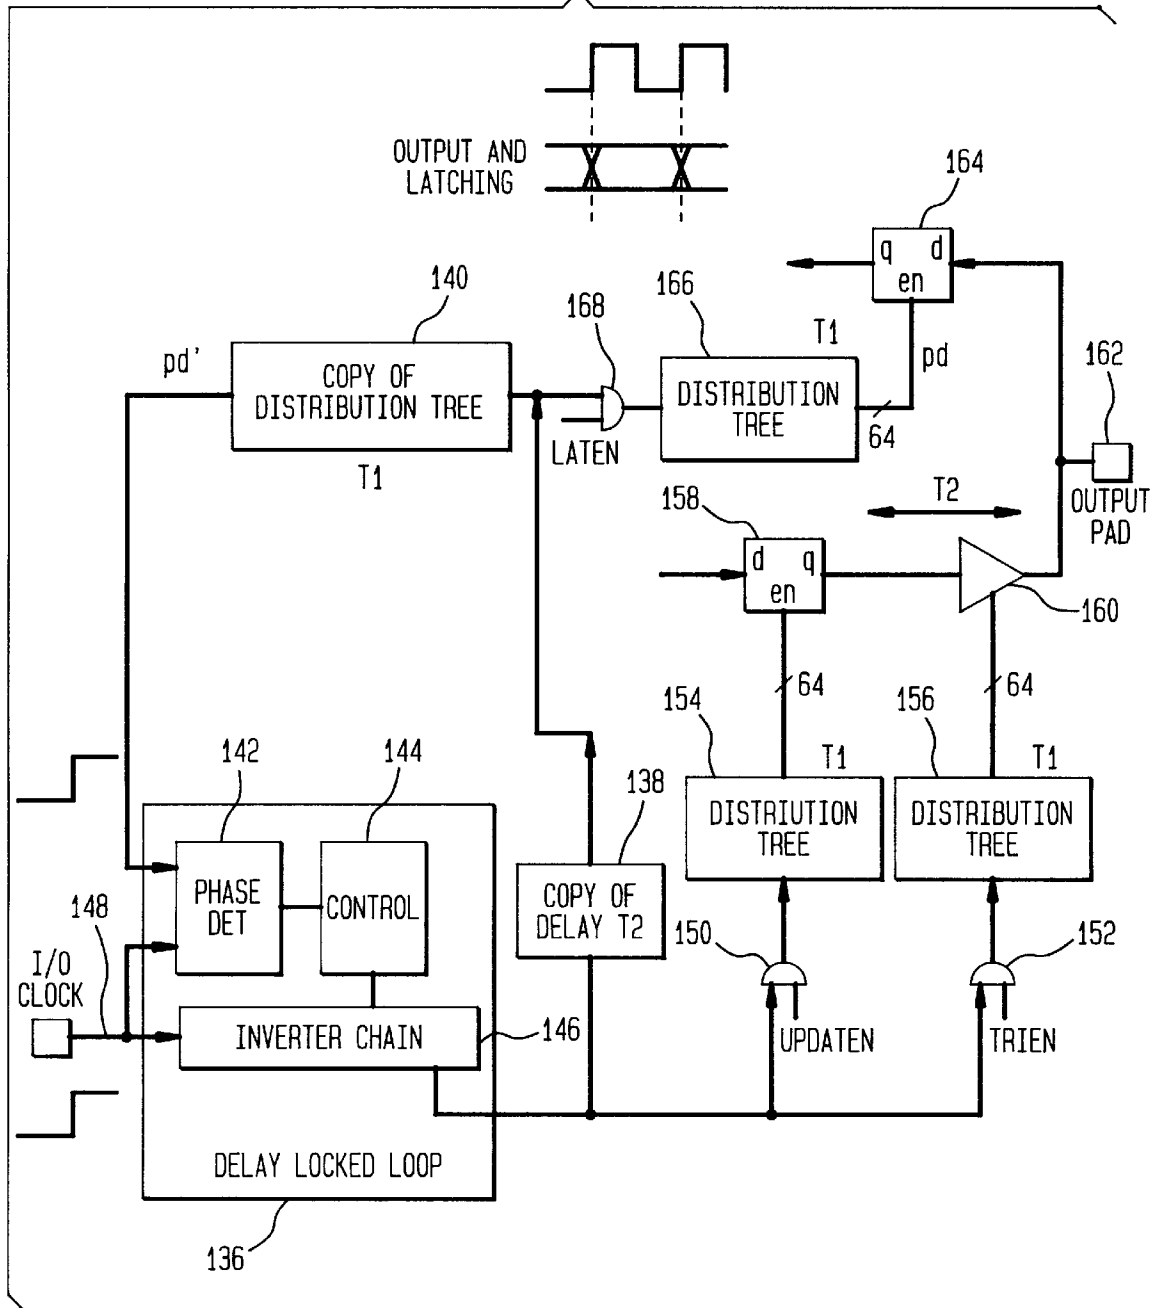 OUTPUT AND
LATCHING
164
q d
en
140
166
168
T1
pd'
pd
162
COPY OF
DISTRIBUTION TREE
DISTRIBUTION
TREE
64
LATEN
T1
158
T2
OUTPUT
PAD
d q
en
160
64
64
154
156
142
144
138
T1
T1
DISTRIUTION
TREE
DISTRIBUTION
TREE
PHASE
DET
CONTROL
COPY OF
DELAY T2
148
150
152
I/O
CLOCK
INVERTER CHAIN
146
UPDATEN
TRIEN
DELAY LOCKED LOOP
136